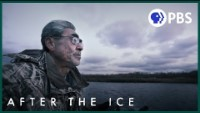 PBS
AFTER THE ICE